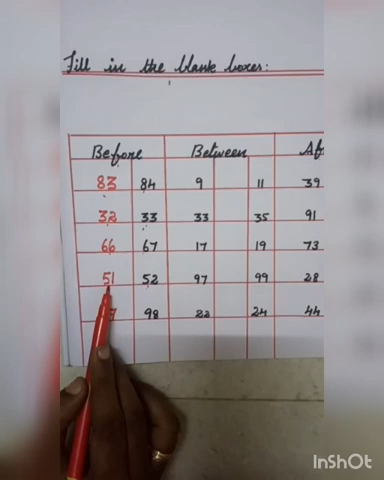 Fill in the blank boxes:
Before Between Af
83 84 9 11 39
32 33 33 35 91
66 67 17 19 73
51 52 97 99 28
98 22 24 44
InShOt